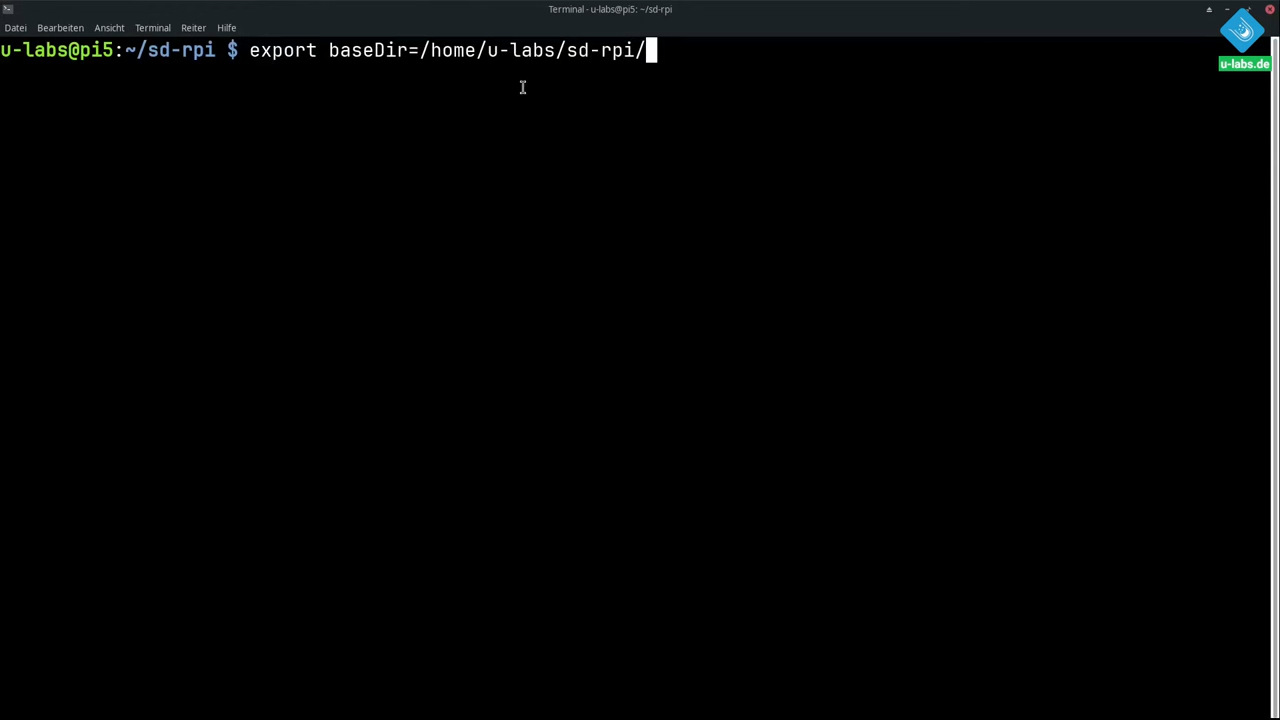 Terminal - u-labs@pi5: ~/sd-rpi
Datei Bearbeiten Ansicht Terminal Reiter Hilfe
u-labs@pi5:~/sd-rpi $ export baseDir=/home/u-labs/sd-rpi/
u-labs.de